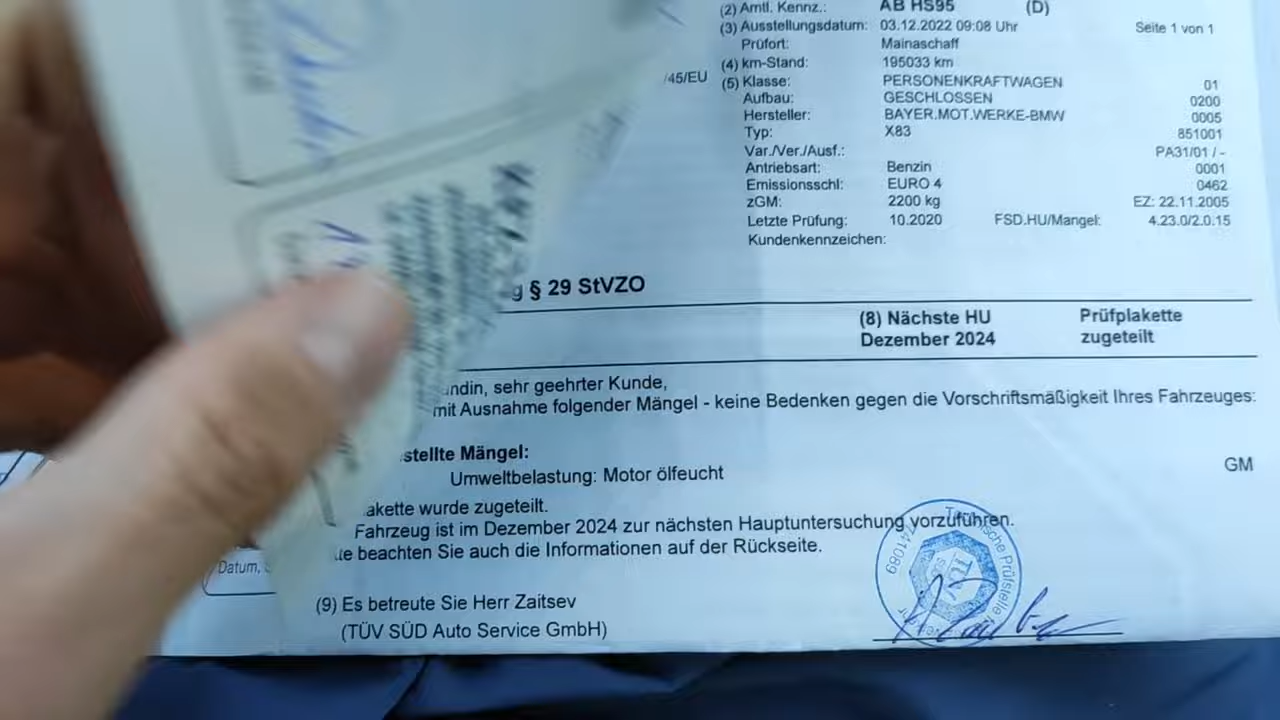 (2) Amtl. Kennz.: AB HS95 (D)
(3) Ausstellungsdatum: 03.12.2022 09:08 Uhr Seite 1 von 1
Prüfort: Mainaschaff
(4) km-Stand: 195033 km
/45/EU (5) Klasse: PERSONENKRAFTWAGEN 01
Aufbau: GESCHLOSSEN 0200
Hersteller: BAYER.MOT.WERKE-BMW 0005
Typ: X83 851001
Var./Ver./Ausf.: PA31/01 / -
Antriebsart: Benzin 0001
Emissionsschl: EURO 4 0462
zGM: 2200 kg EZ: 22.11.2005
Letzte Prüfung: 10.2020 FSD.HU/Mangel: 4.23.0/2.0.15
Kundenkennzeichen:
g § 29 StVZO
(8) Nächste HU Prüfplakette
Dezember 2024 zugeteilt
ndin, sehr geehrter Kunde,
mit Ausnahme folgender Mängel - keine Bedenken gegen die Vorschriftsmäßigkeit Ihres Fahrzeuges:
stellte Mängel:
Umweltbelastung: Motor ölfeucht GM
akette wurde zugeteilt.
Fahrzeug ist im Dezember 2024 zur nächsten Hauptuntersuchung vorzuführen.
te beachten Sie auch die Informationen auf der Rückseite.
Datum,
(9) Es betreute Sie Herr Zaitsev
(TÜV SÜD Auto Service GmbH)
Technische Prüfstelle
741089
TÜV